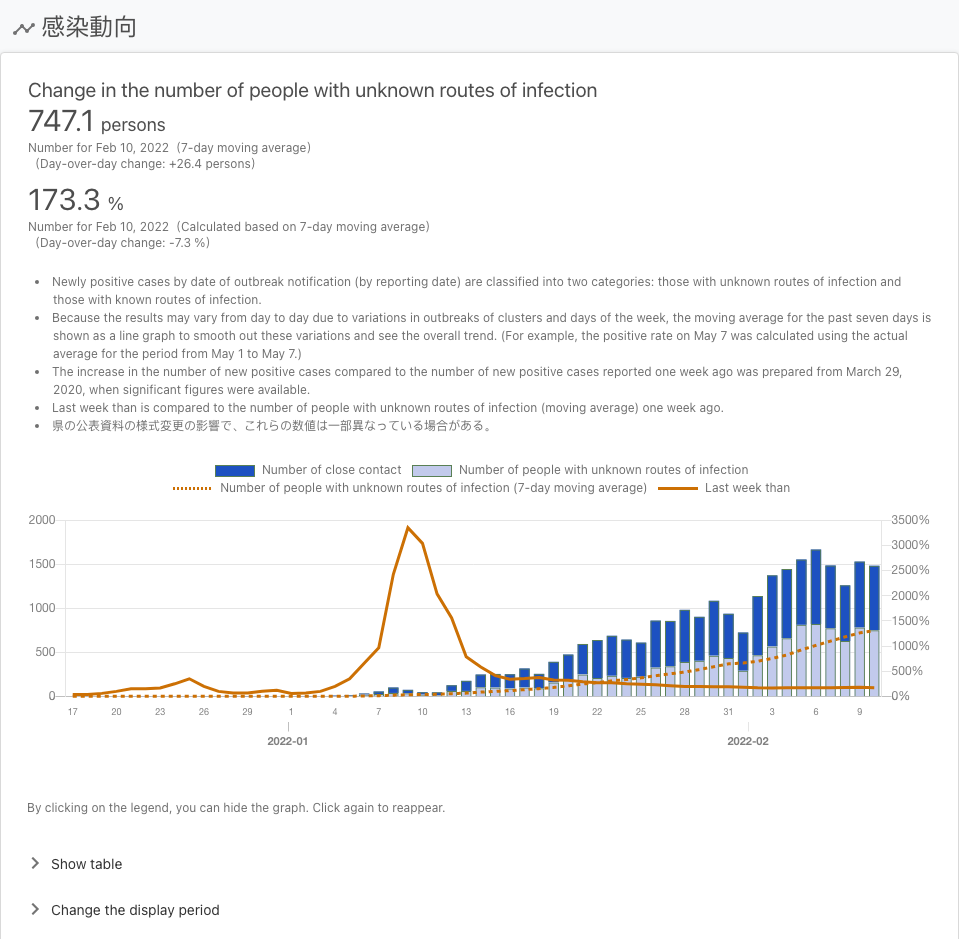 感染動向
Change in the number of people with unknown routes of infection
747.1 persons
Number for Feb 10, 2022 (7-day moving average)
(Day-over-day change: +26.4 persons)
173.3 %
Number for Feb 10, 2022 (Calculated based on 7-day moving average)
(Day-over-day change: -7.3 %)
• Newly positive cases by date of outbreak notification (by reporting date) are classified into two categories: those with unknown routes of infection and
those with known routes of infection.
• Because the results may vary from day to day due to variations in outbreaks of clusters and days of the week, the moving average for the past seven days is
shown as a line graph to smooth out these variations and see the overall trend. (For example, the positive rate on May 7 was calculated using the actual
average for the period from May 1 to May 7.)
• The increase in the number of new positive cases compared to the number of new positive cases reported one week ago was prepared from March 29,
2020, when significant figures were available.
• Last week than is compared to the number of people with unknown routes of infection (moving average) one week ago.
• 県の公表資料の様式変更の影響で、これらの数値は一部異なっている場合がある。
Number of close contact Number of people with unknown routes of infection
Number of people with unknown routes of infection (7-day moving average) Last week than
2000 3500%
3000%
1500 2500%
2000%
1000 1500%
1000%
500 500%
0 0%
17 20 23 26 29 1 4 7 10 13 16 19 22 25 28 31 3 6 9
2022-01 2022-02
By clicking on the legend, you can hide the graph. Click again to reappear.
Show table
Change the display period